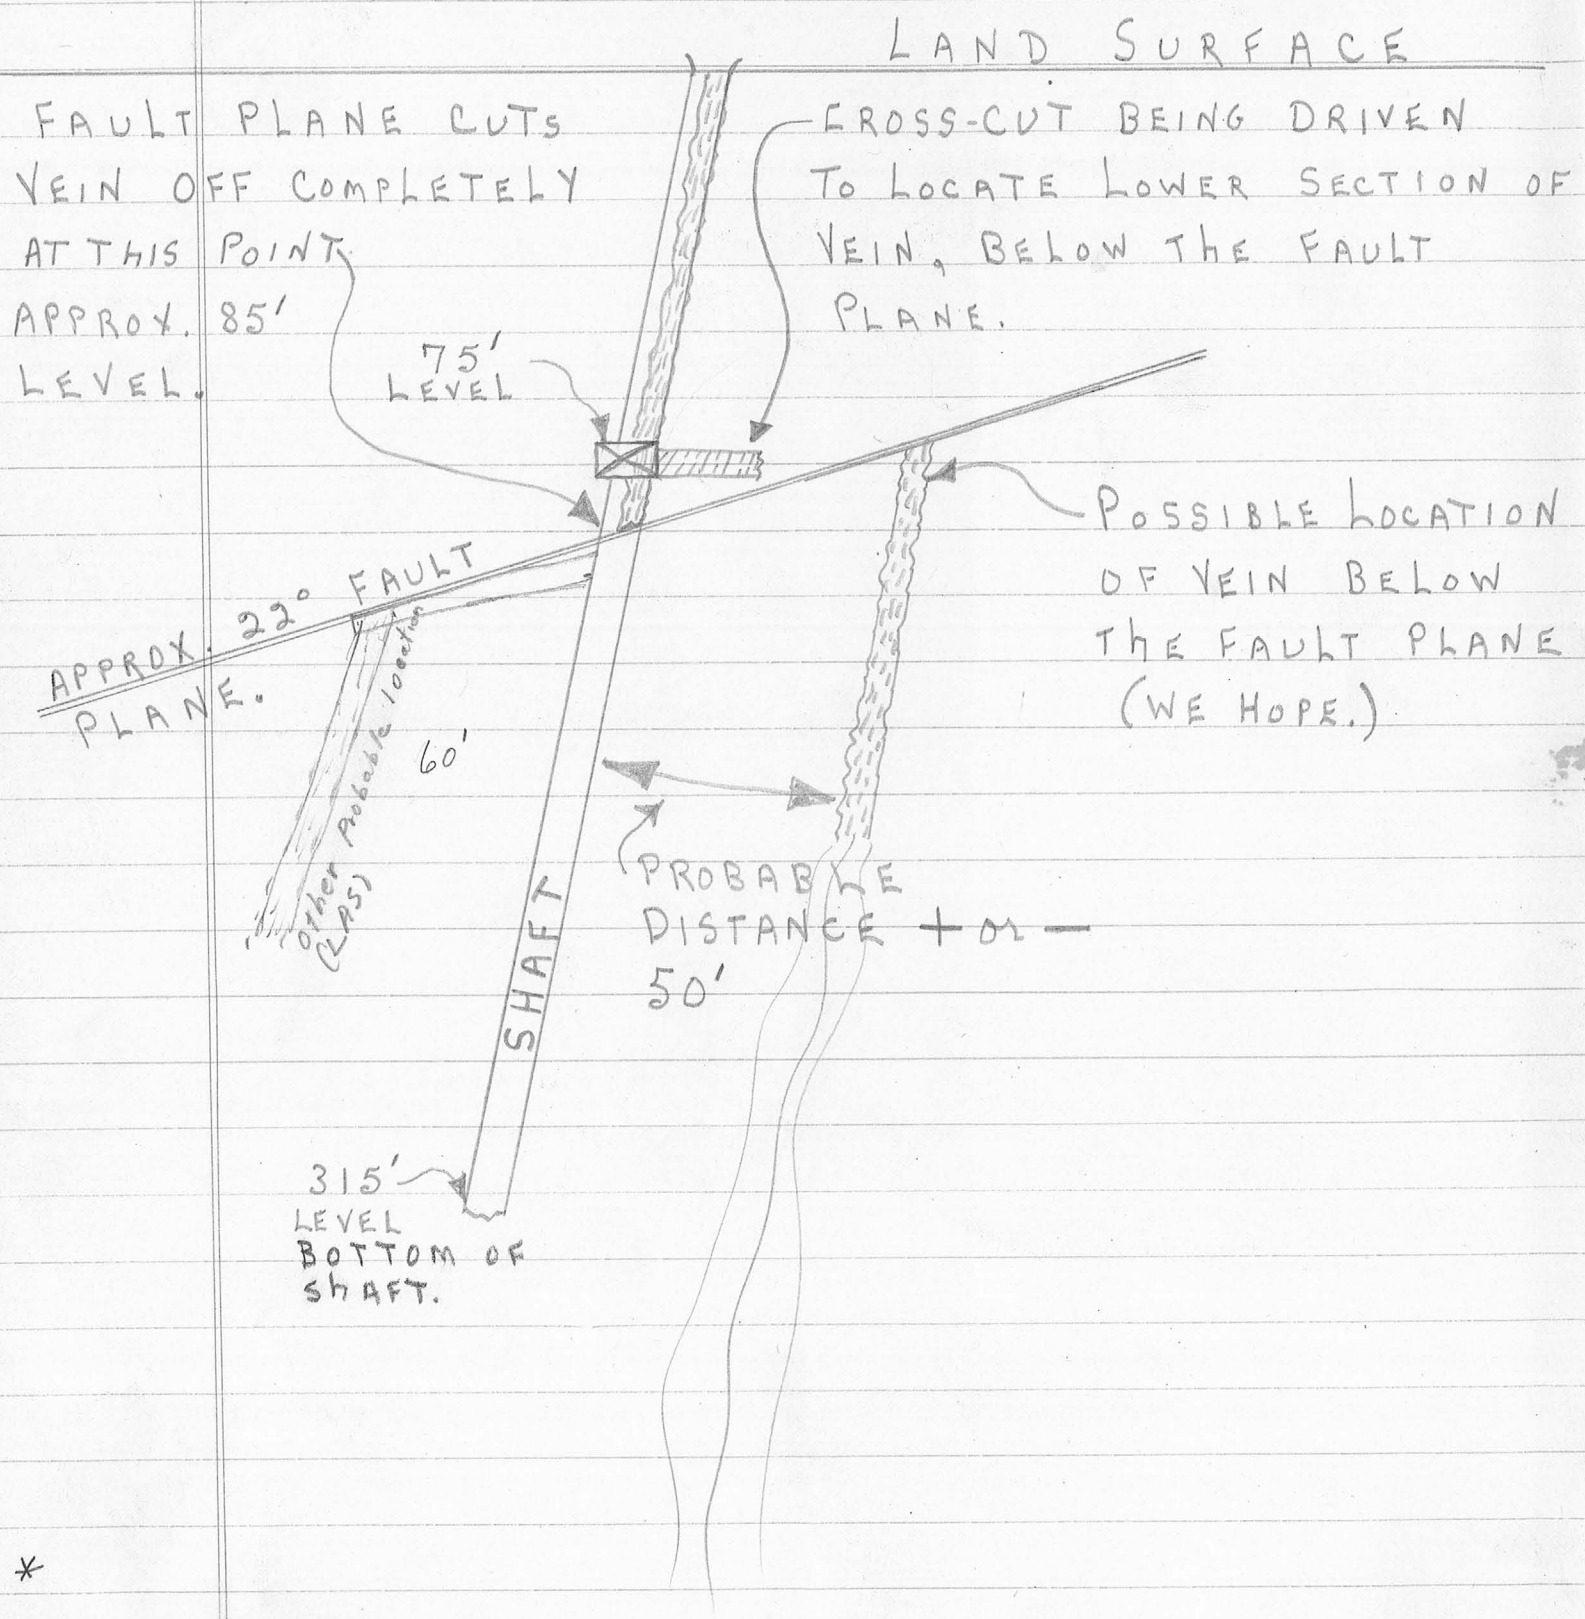 LAND SURFACE
FAULT PLANE CUTS
VEIN OFF COMPLETELY
AT THIS POINT
APPROX. 85'
LEVEL.
CROSS-CUT BEING DRIVEN
TO LOCATE LOWER SECTION OF
VEIN, BELOW THE FAULT
PLANE.
75'
LEVEL
APPROX. 22° FAULT
PLANE.
POSSIBLE LOCATION
OF VEIN BELOW
THE FAULT PLANE
(WE HOPE.)
Other Probable location
(LAS)
60'
PROBABLE
DISTANCE + or −
50'
SHAFT
315'
LEVEL
BOTTOM OF
SHAFT.
*